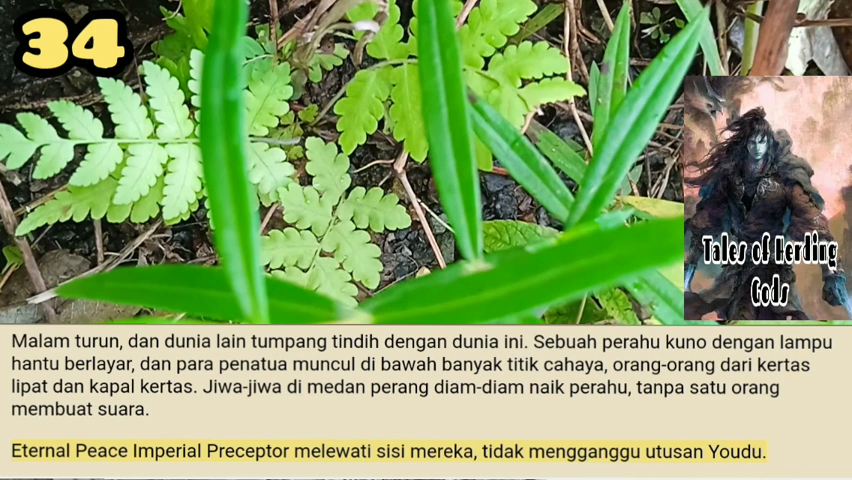 34
Tales of Herding
Gods
Malam turun, dan dunia lain tumpang tindih dengan dunia ini. Sebuah perahu kuno dengan lampu
hantu berlayar, dan para penatua muncul di bawah banyak titik cahaya, orang-orang dari kertas
lipat dan kapal kertas. Jiwa-jiwa di medan perang diam-diam naik perahu, tanpa satu orang
membuat suara.
Eternal Peace Imperial Preceptor melewati sisi mereka, tidak mengganggu utusan Youdu.